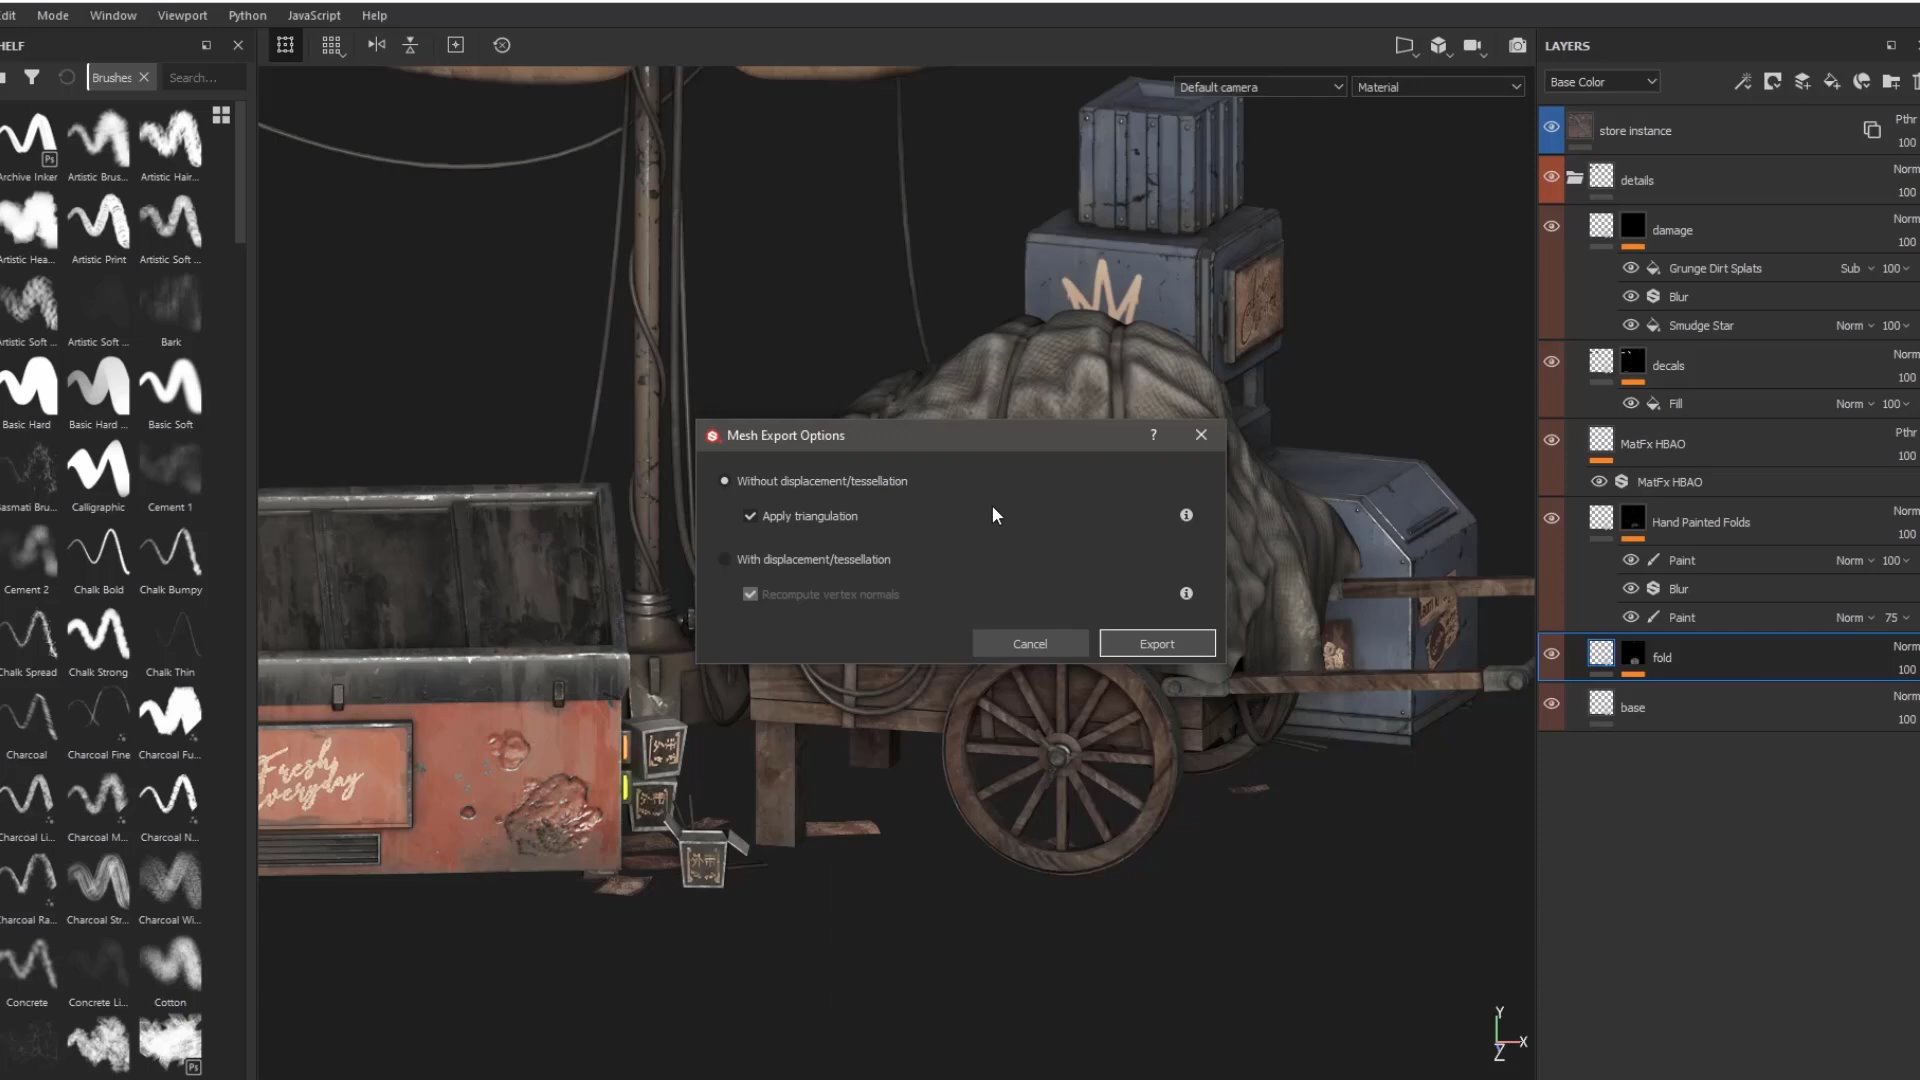 dit Mode Window Viewport Python JavaScript Help
HELF
Brushes
Search...
Archive Inker
Artistic Brus...
Artistic Hair...
Artistic Hea...
Artistic Print
Artistic Soft ...
Artistic Soft ...
Artistic Soft ...
Bark
Basic Hard
Basic Hard ...
Basic Soft
Basmati Bru...
Calligraphic
Cement 1
Cement 2
Chalk Bold
Chalk Bumpy
Chalk Spread
Chalk Strong
Chalk Thin
Charcoal
Charcoal Fine
Charcoal Fu...
Charcoal Li...
Charcoal M...
Charcoal N...
Charcoal Ra...
Charcoal Str...
Charcoal Wi...
Concrete
Concrete Li...
Cotton
Ps
Ps
Default camera
Material
Mesh Export Options
?
Without displacement/tessellation
Apply triangulation
With displacement/tessellation
Recompute vertex normals
Cancel
Export
Fresh
Everyday
Y
X
Z
LAYERS
Base Color
store instance
Pthr
100
details
Norm
100
damage
Norm
100
Grunge Dirt Splats Sub 100
Blur
Smudge Star Norm 100
decals
Norm
100
Fill Norm 100
MatFx HBAO
Pthr
100
MatFx HBAO
Hand Painted Folds
Norm
100
Paint Norm 100
Blur
Paint Norm 75
fold
Norm
100
base
Norm
100